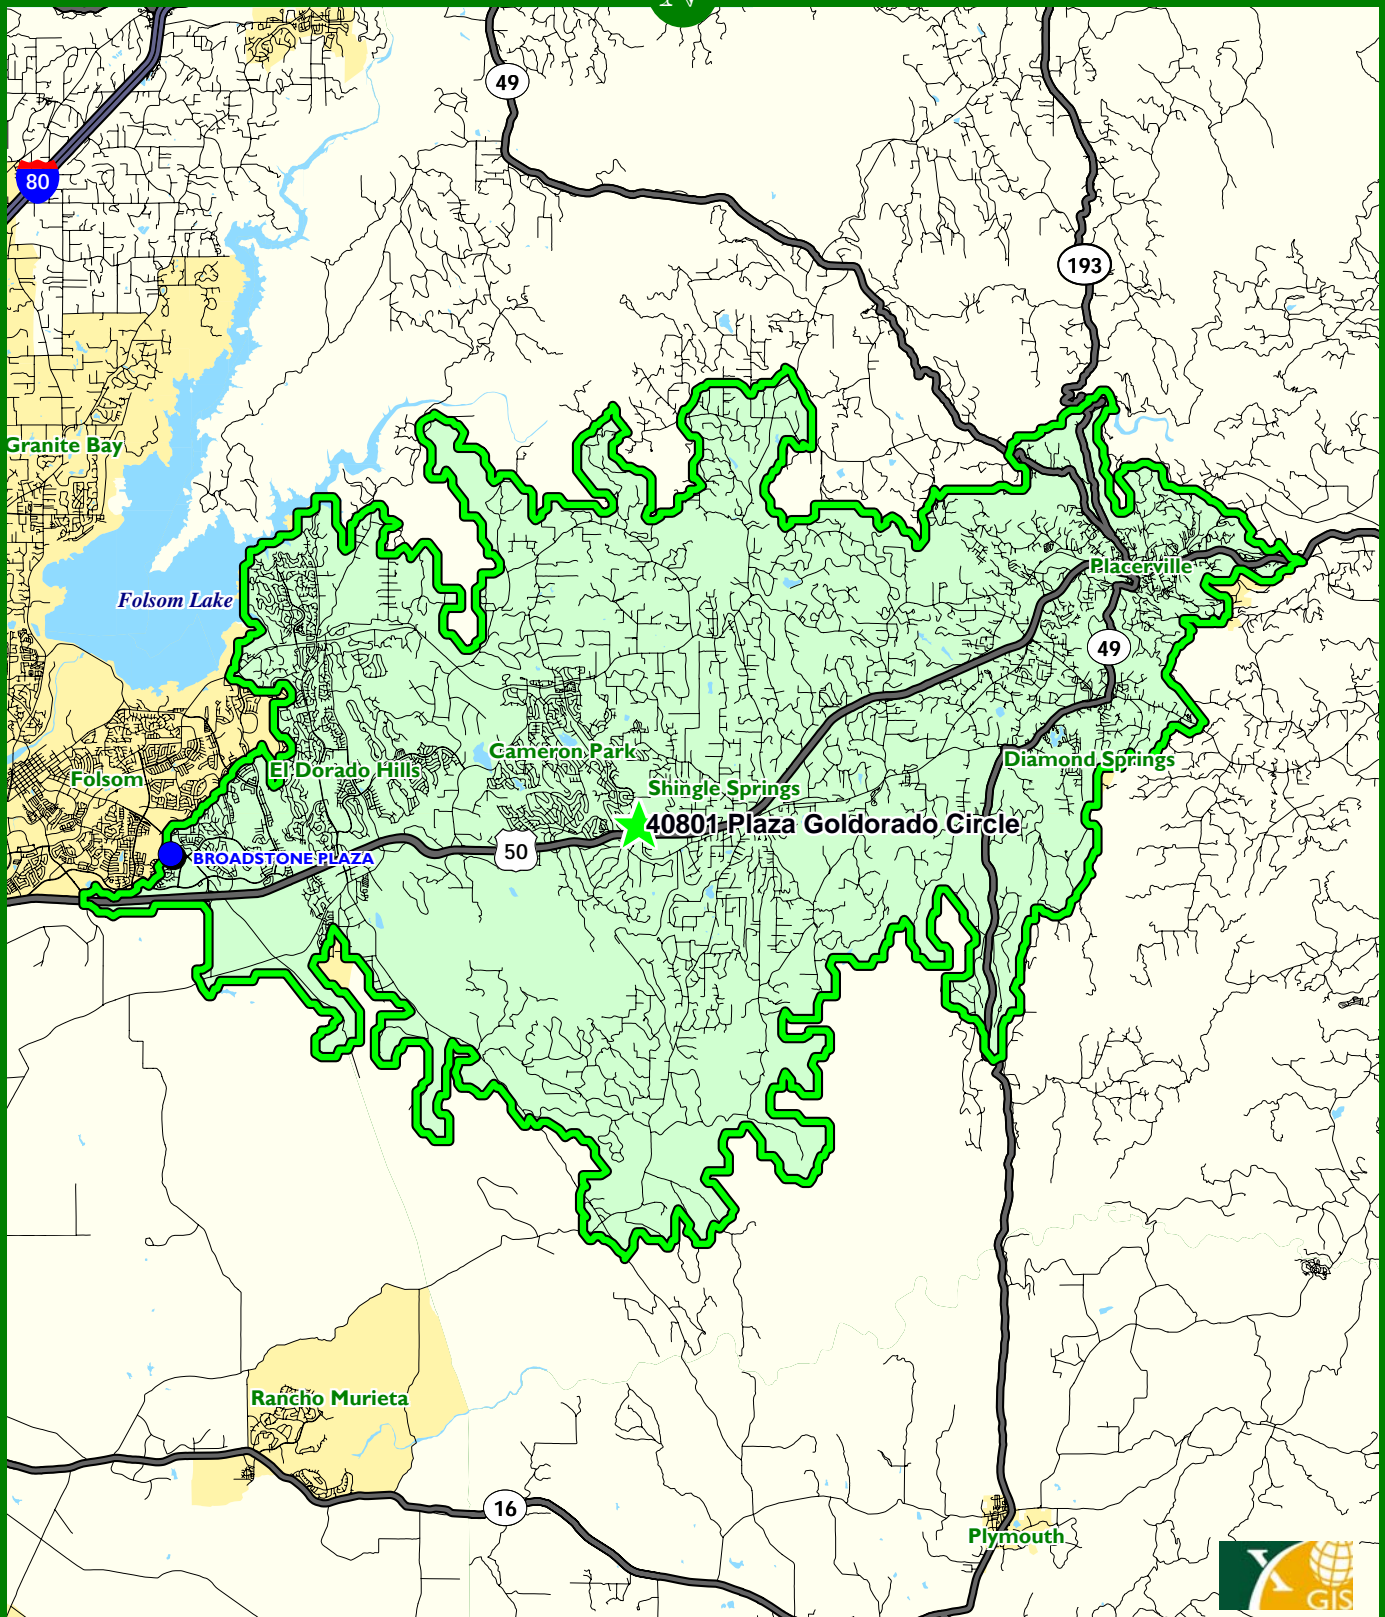 49
80
193
Granite Bay
Placerville
Folsom Lake
49
Cameron Park
Diamond Springs
El Dorado Hills
Folsom
Shingle Springs
40801 Plaza Goldorado Circle
50
BROADSTONE PLAZA
Rancho Murieta
16
Plymouth
X
GIS